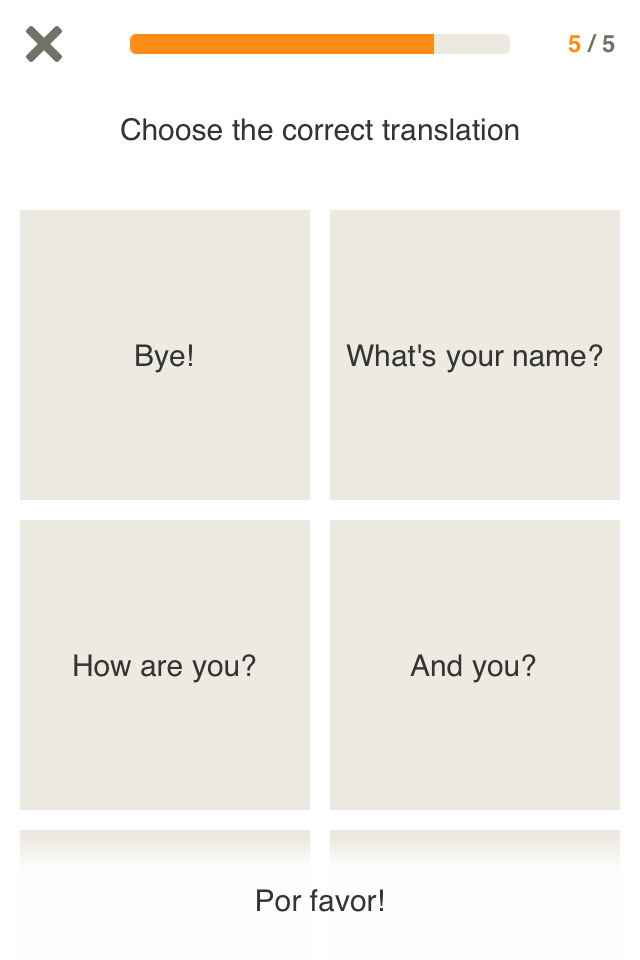 5 / 5
Choose the correct translation
Bye!
What's your name?
How are you?
And you?
Por favor!